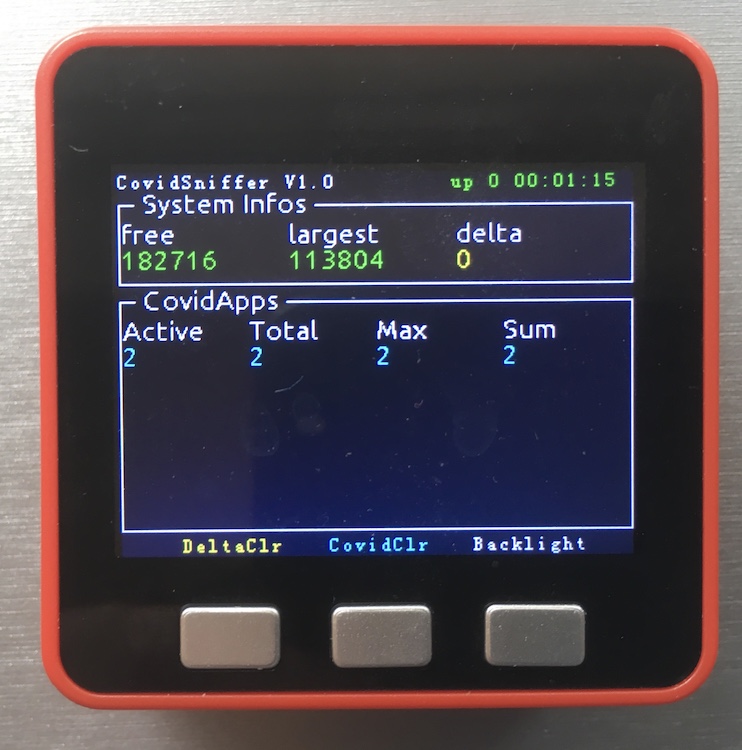 CovidSniffer V1.0 up 0 00:01:15
System Infos
free largest delta
182716 113804 0
CovidApps
Active Total Max Sum
2 2 2 2
DeltaClr CovidClr Backlight